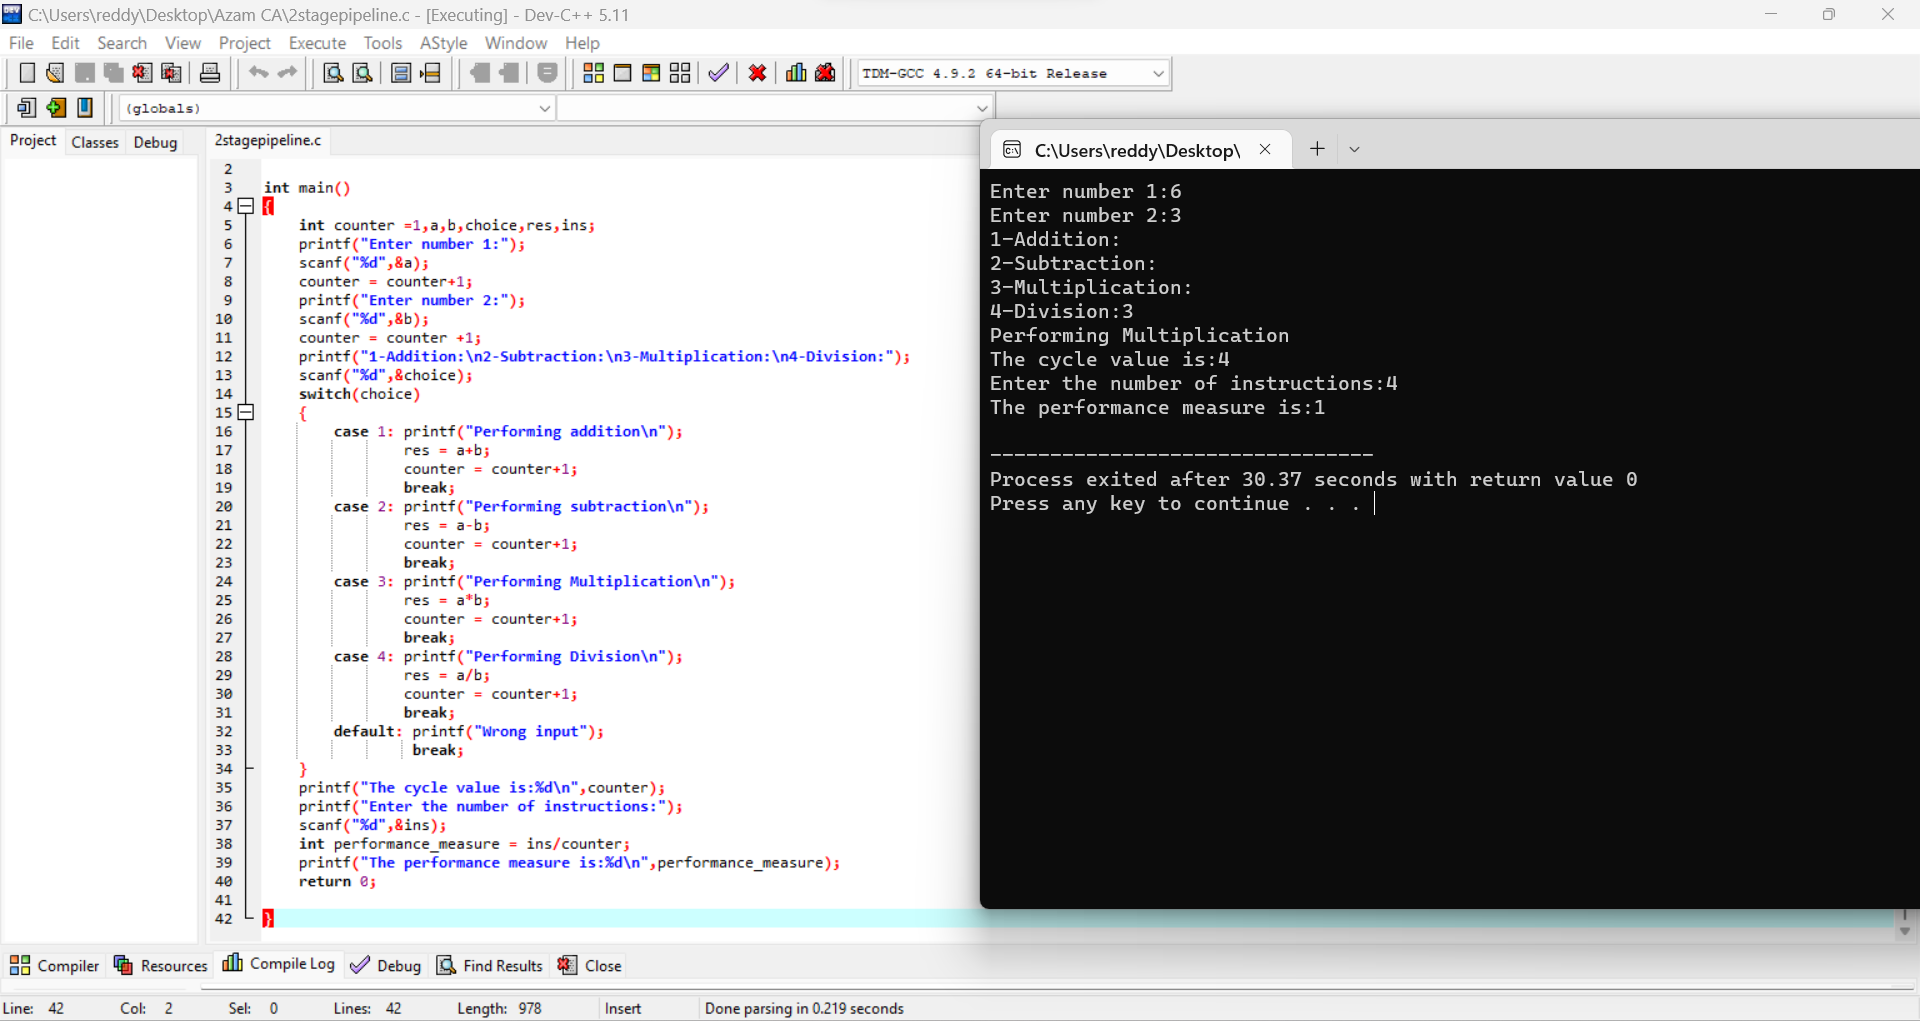 C:\Users\reddy\Desktop\Azam CA\2stagepipeline.c - [Executing] - Dev-C++ 5.11
File Edit Search View Project Execute Tools AStyle Window Help
TDM-GCC 4.9.2 64-bit Release
(globals)
Project Classes Debug
2stagepipeline.c
2
3 int main()
4 {
5 int counter =1,a,b,choice,res,ins;
6 printf("Enter number 1:");
7 scanf("%d",&a);
8 counter = counter+1;
9 printf("Enter number 2:");
10 scanf("%d",&b);
11 counter = counter +1;
12 printf("1-Addition:\n2-Subtraction:\n3-Multiplication:\n4-Division:");
13 scanf("%d",&choice);
14 switch(choice)
15 {
16 case 1: printf("Performing addition\n");
17 res = a+b;
18 counter = counter+1;
19 break;
20 case 2: printf("Performing subtraction\n");
21 res = a-b;
22 counter = counter+1;
23 break;
24 case 3: printf("Performing Multiplication\n");
25 res = a*b;
26 counter = counter+1;
27 break;
28 case 4: printf("Performing Division\n");
29 res = a/b;
30 counter = counter+1;
31 break;
32 default: printf("Wrong input");
33 break;
34 }
35 printf("The cycle value is:%d\n",counter);
36 printf("Enter the number of instructions:");
37 scanf("%d",&ins);
38 int performance_measure = ins/counter;
39 printf("The performance measure is:%d\n",performance_measure);
40 return 0;
41
42 }
C:\Users\reddy\Desktop\
Enter number 1:6
Enter number 2:3
1-Addition:
2-Subtraction:
3-Multiplication:
4-Division:3
Performing Multiplication
The cycle value is:4
Enter the number of instructions:4
The performance measure is:1
--------------------------------
Process exited after 30.37 seconds with return value 0
Press any key to continue . . .
Compiler Resources Compile Log Debug Find Results Close
Line: 42 Col: 2 Sel: 0 Lines: 42 Length: 978 Insert Done parsing in 0.219 seconds